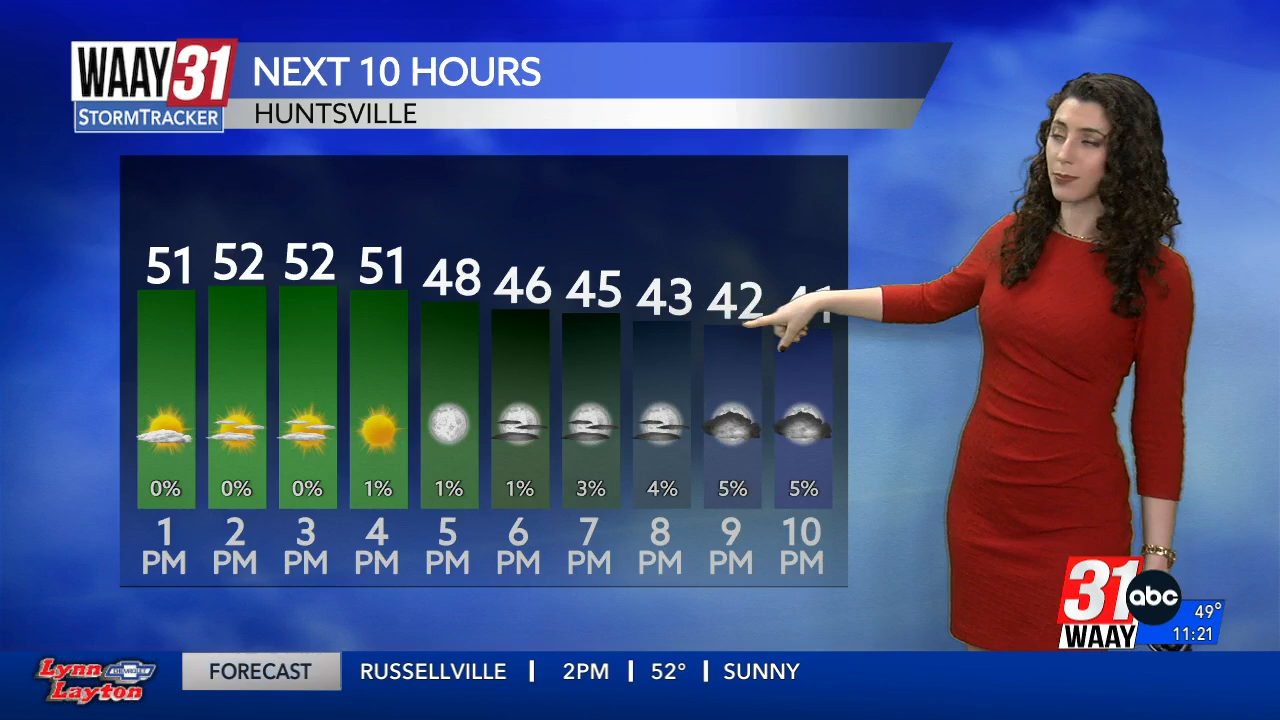 WAAY31
NEXT 10 HOURS
STORMTRACKER
HUNTSVILLE
51 52 52 51 48 46 45 43 42 41
0% 0% 0% 1% 1% 1% 3% 4% 5% 5%
1 2 3 4 5 6 7 8 9 10
PM PM PM PM PM PM PM PM PM PM
31
abc
WAAY
49°
11:21
Lynn CHEVROLET
Layton
FORECAST RUSSELLVILLE | 2PM | 52° | SUNNY